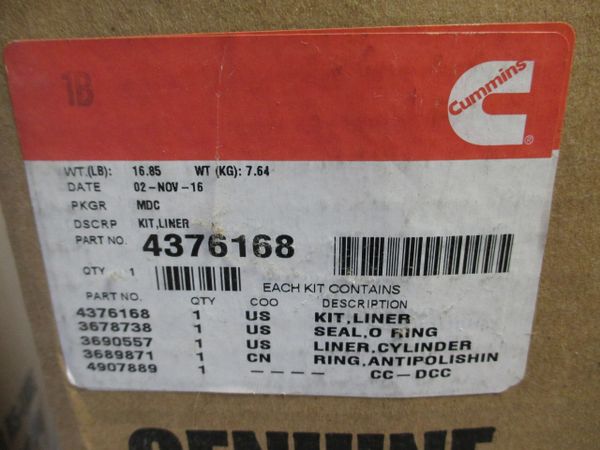 1B
Cummins
®
WT.(LB): 16.85 WT (KG): 7.64
DATE 02-NOV-16
PKGR MDC
DSCRP KIT,LINER
PART NO. 4376168
QTY 1
EACH KIT CONTAINS
PART NO. QTY COO DESCRIPTION
4376168 1 US KIT,LINER
3678738 1 US SEAL,O RING
3690557 1 US LINER,CYLINDER
3689871 1 CN RING,ANTIPOLISHIN
4907889 1 ---- CC-DCC
GENUINE